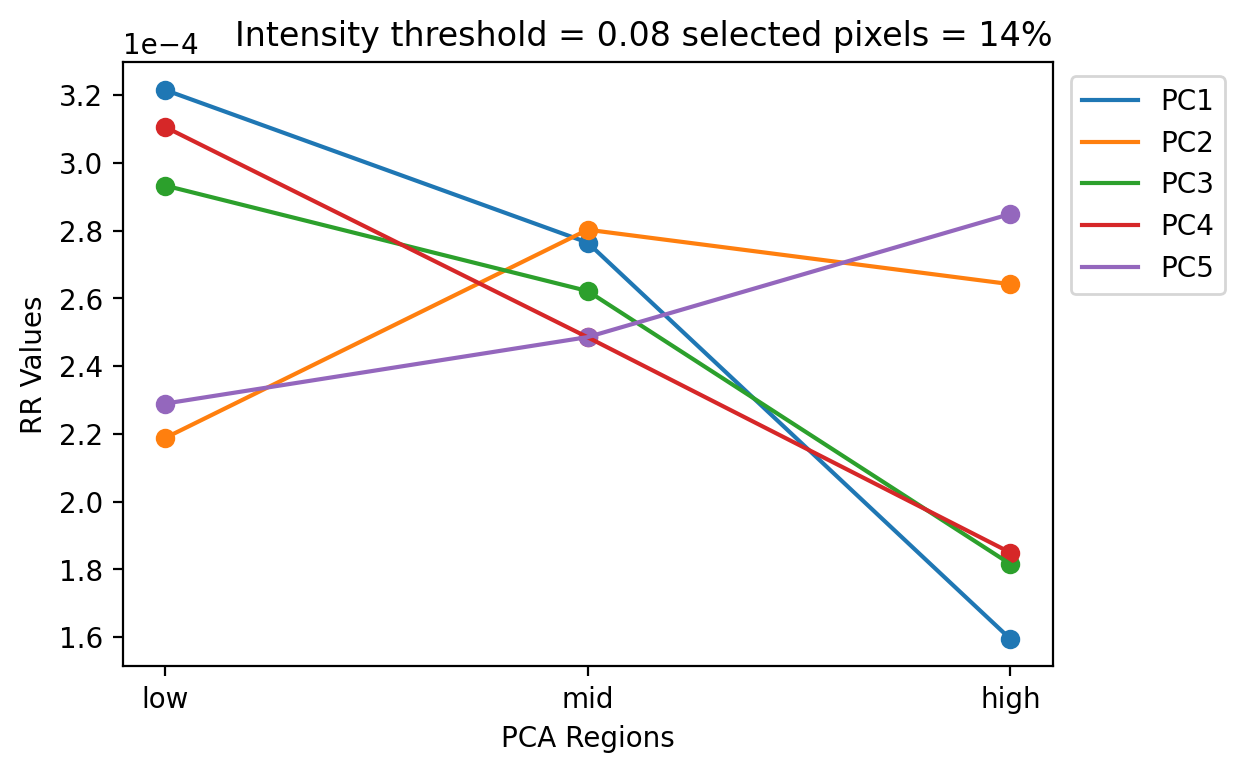 Intensity threshold = 0.08 selected pixels = 14%
1e−4
3.2
3.0
2.8
2.6
2.4
2.2
2.0
1.8
1.6
RR Values
low mid high
PCA Regions
PC1
PC2
PC3
PC4
PC5